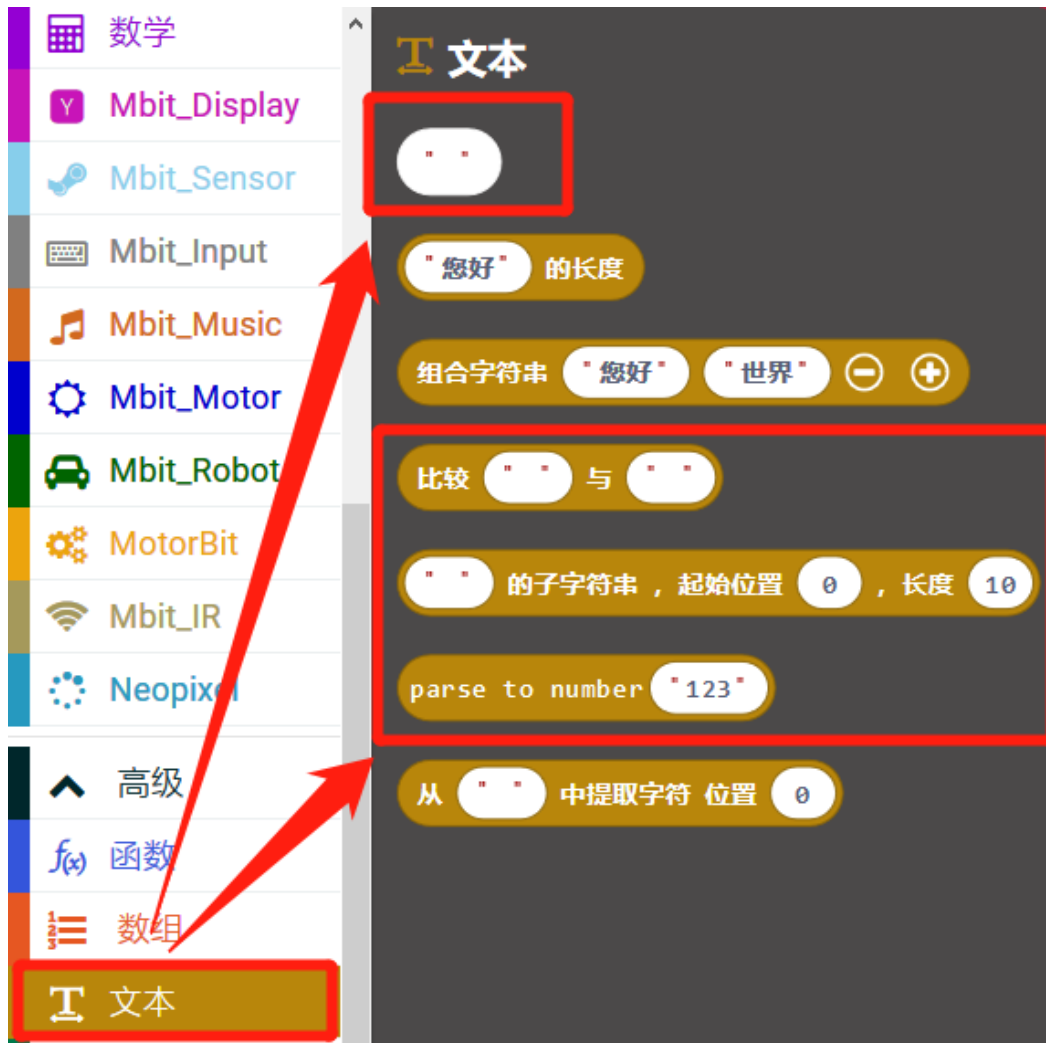 数学
Mbit_Display
Mbit_Sensor
Mbit_Input
Mbit_Music
Mbit_Motor
Mbit_Robot
MotorBit
Mbit_IR
Neopixel
高级
函数
数组
文本
文本
" "
"您好" 的长度
组合字符串 "您好" "世界"
比较 " " 与 " "
" " 的子字符串 ，起始位置 0 ，长度 10
parse to number "123"
从 " " 中提取字符 位置 0